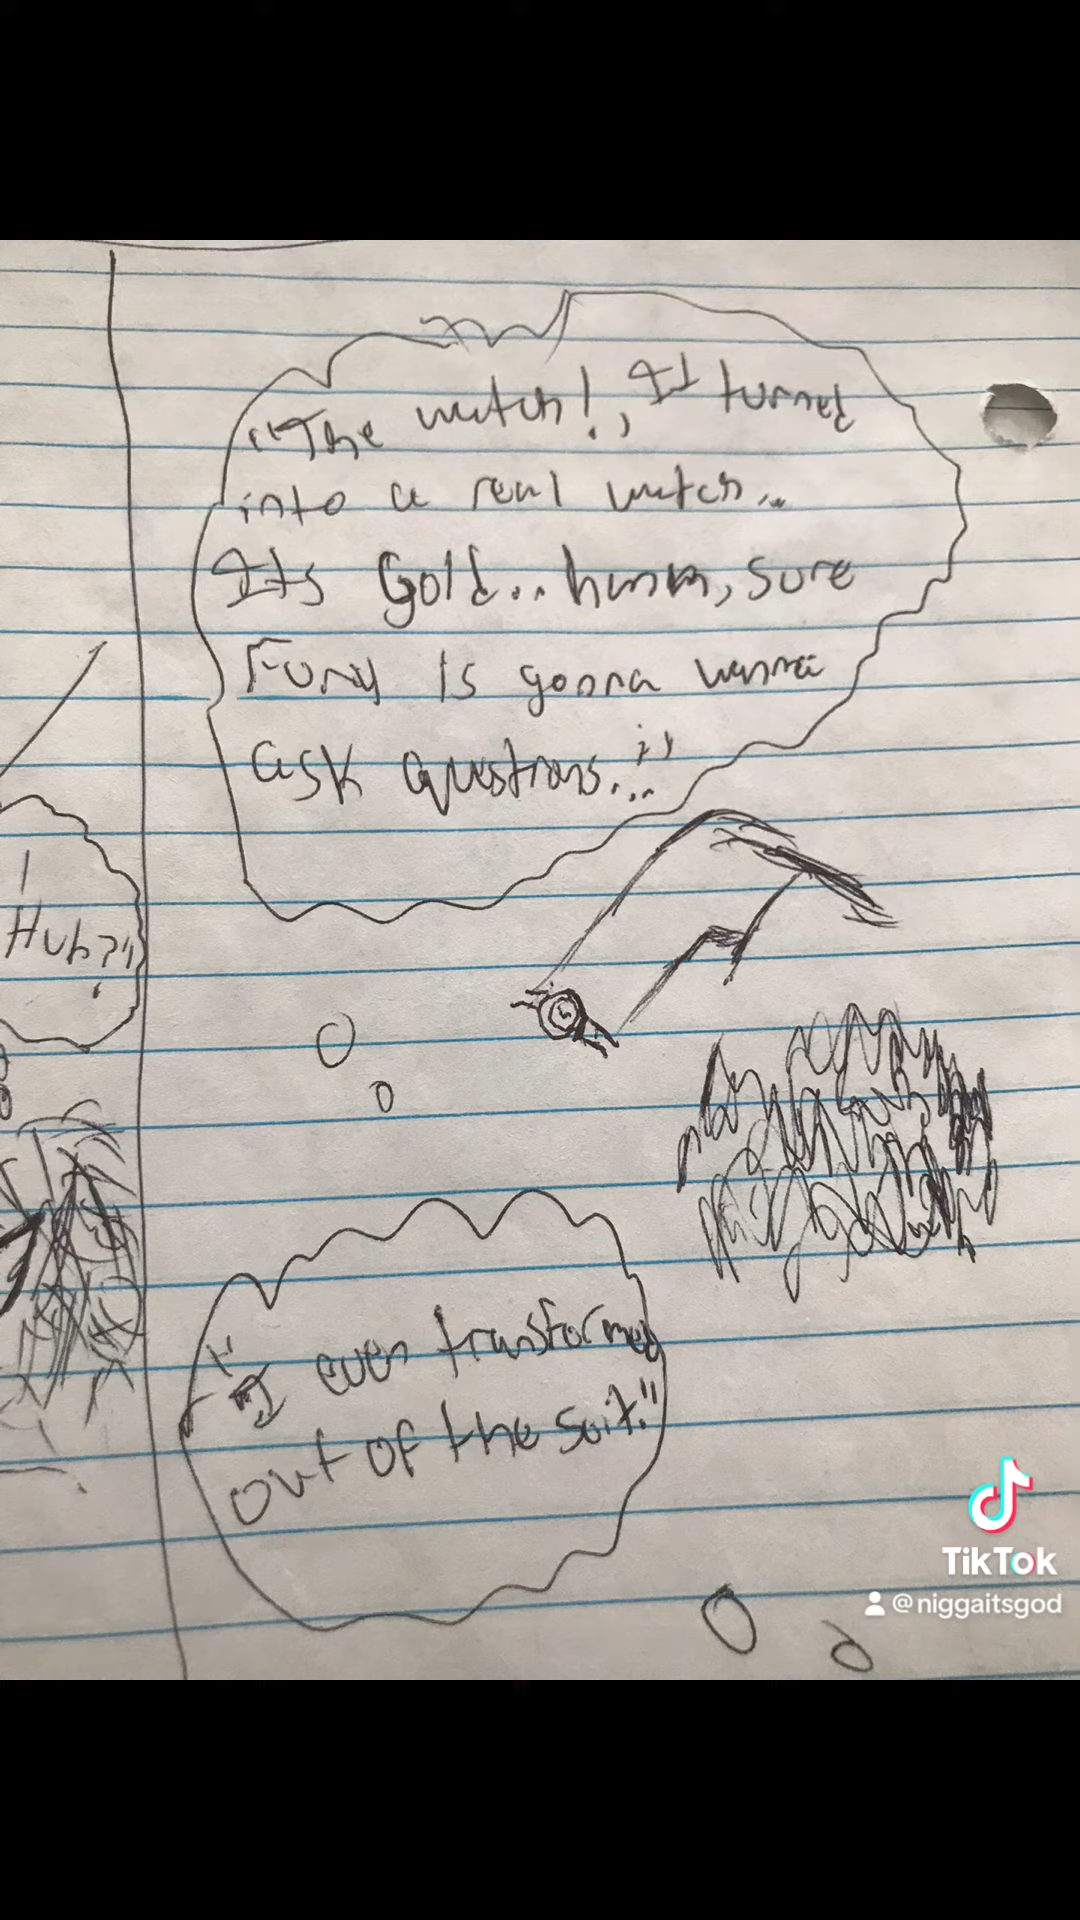 "The watch!, It turned
into a real watch..
Its Gold.. hmmm, sure
Fury is gonna wanna
ask questions..."
Huh?"
"I even transformed
out of the suit."
TikTok
@niggaitsgod